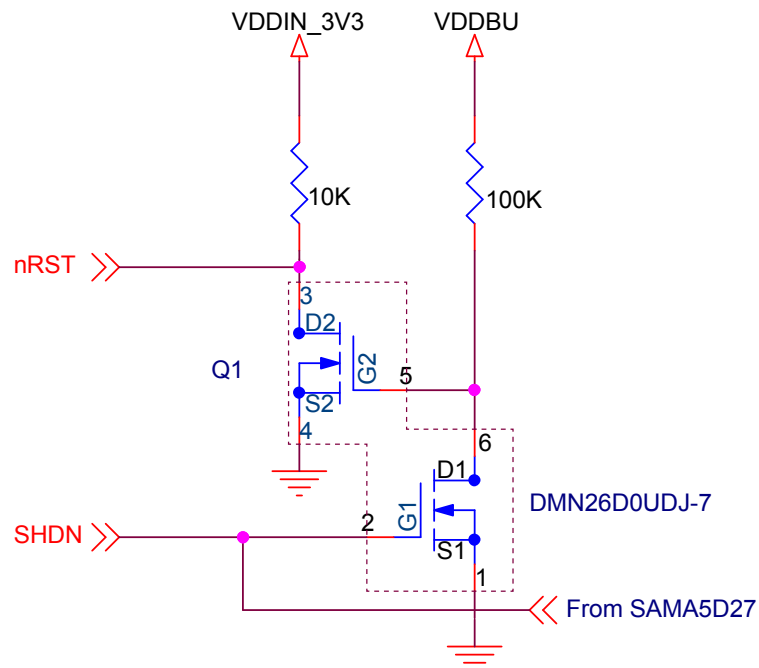 VDDIN_3V3 VDDBU
10K 100K
nRST
3
D2
Q1 G2 5
S2
4 6
D1
G1 DMN26D0UDJ-7
SHDN 2
S1
1
From SAMA5D27